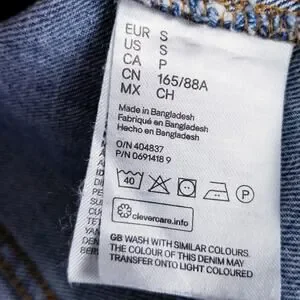 EUR S
US S
CA P
CN 165/88A
MX CH
Made in Bangladesh
Fabriqué en Bangladesh
Hecho en Bangladesh
O/N 404837
P/N 0691418 9
40 P
clevercare.info
GB WASH WITH SIMILAR COLOURS.
THE COLOUR OF THIS DENIM MAY
TRANSFER ONTO LIGHT COLOURED